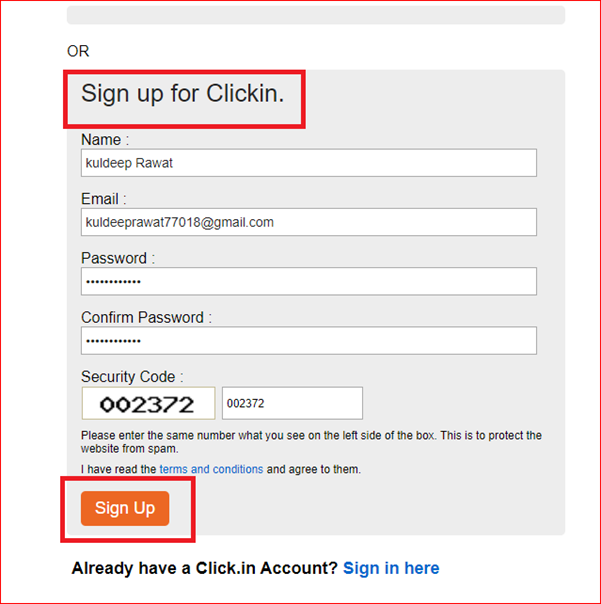 OR
Sign up for Clickin.
Name :
kuldeep Rawat
Email :
kuldeeprawat77018@gmail.com
Password :
••••••••••••
Confirm Password :
••••••••••••
Security Code :
002372 002372
Please enter the same number what you see on the left side of the box. This is to protect the
website from spam.
I have read the terms and conditions and agree to them.
Sign Up
Already have a Click.in Account? Sign in here